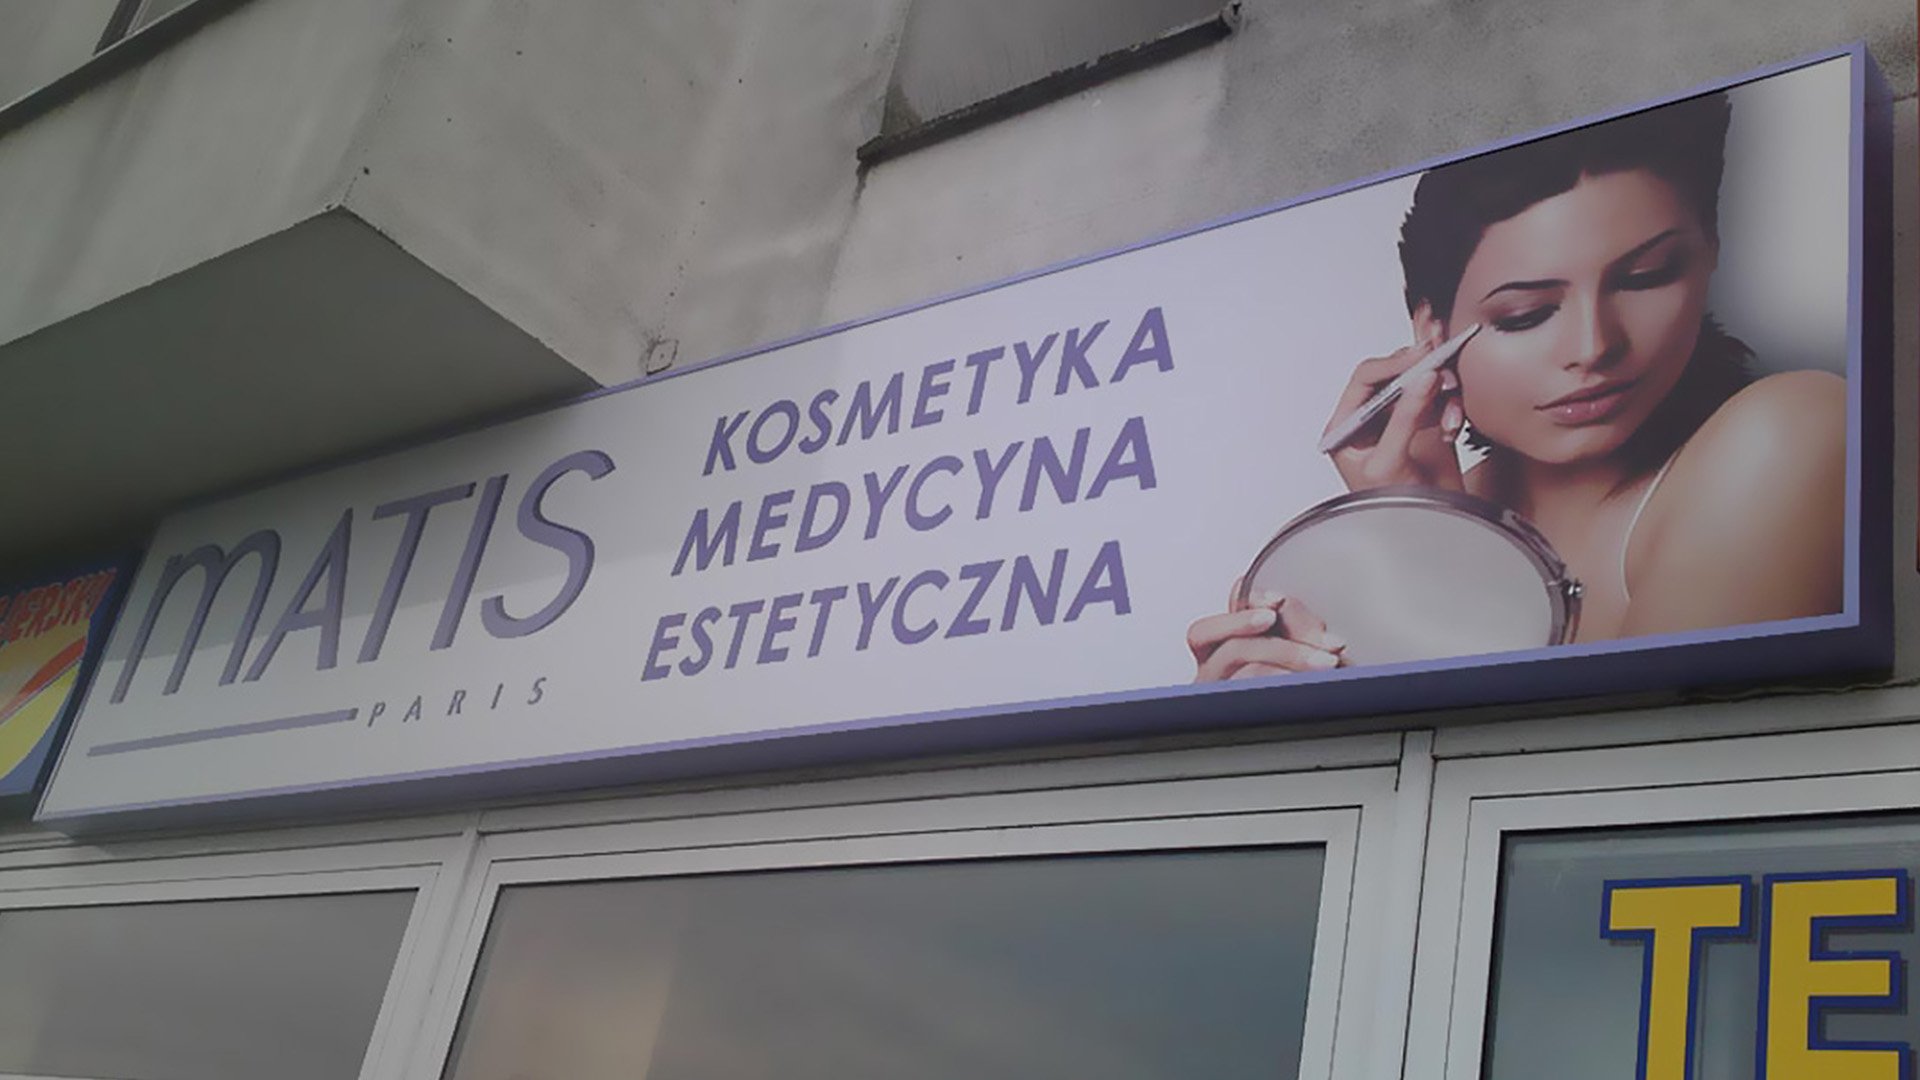 MATIS
PARIS
KOSMETYKA
MEDYCYNA
ESTETYCZNA
TE